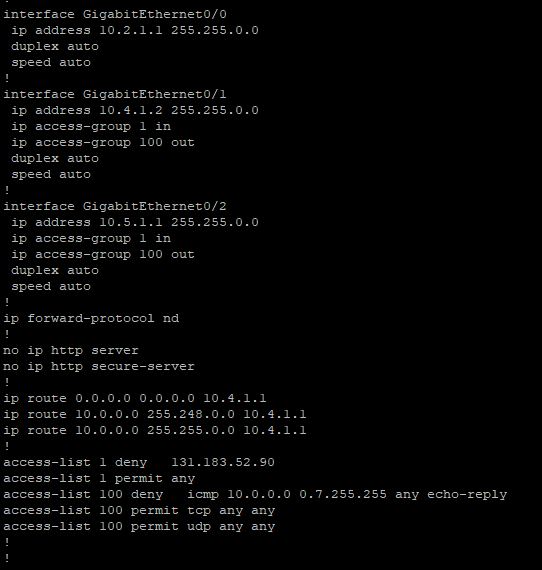 !
interface GigabitEthernet0/0
 ip address 10.2.1.1 255.255.0.0
 duplex auto
 speed auto
!
interface GigabitEthernet0/1
 ip address 10.4.1.2 255.255.0.0
 ip access-group 1 in
 ip access-group 100 out
 duplex auto
 speed auto
!
interface GigabitEthernet0/2
 ip address 10.5.1.1 255.255.0.0
 ip access-group 1 in
 ip access-group 100 out
 duplex auto
 speed auto
!
ip forward-protocol nd
!
no ip http server
no ip http secure-server
!
ip route 0.0.0.0 0.0.0.0 10.4.1.1
ip route 10.0.0.0 255.248.0.0 10.4.1.1
ip route 10.0.0.0 255.255.0.0 10.4.1.1
!
access-list 1 deny   131.183.52.90
access-list 1 permit any
access-list 100 deny   icmp 10.0.0.0 0.7.255.255 any echo-reply
access-list 100 permit tcp any any
access-list 100 permit udp any any
!
!